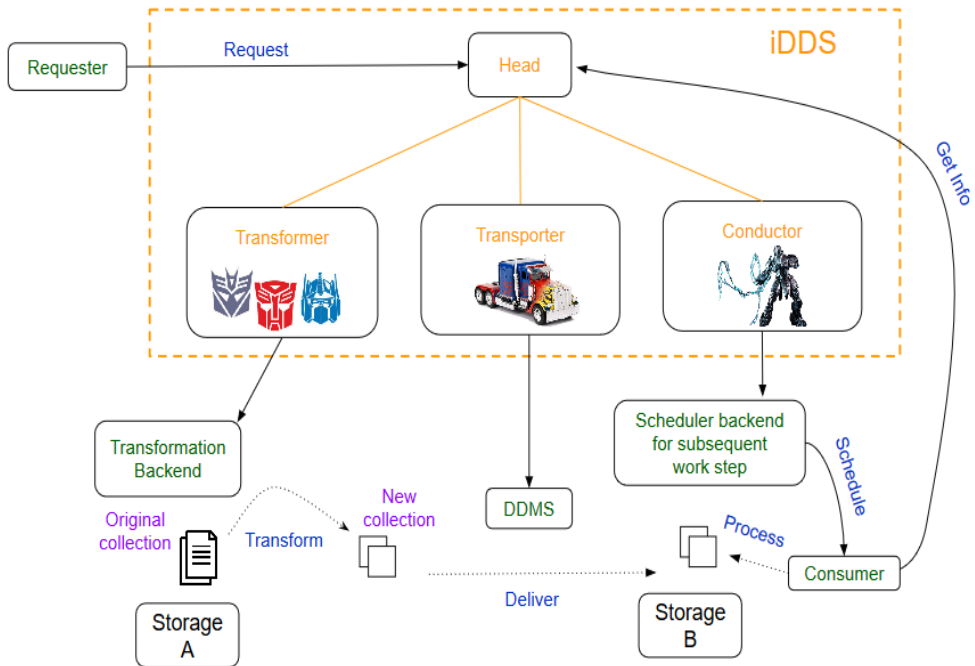 iDDS
Request
Requester
Head
Get Info
Transformer
Transporter
Conductor
Scheduler backend
for subsequent
work step
Transformation
Backend
Schedule
New
collection
DDMS
Original
collection
Transform
Process
Consumer
Deliver
Storage
A
Storage
B